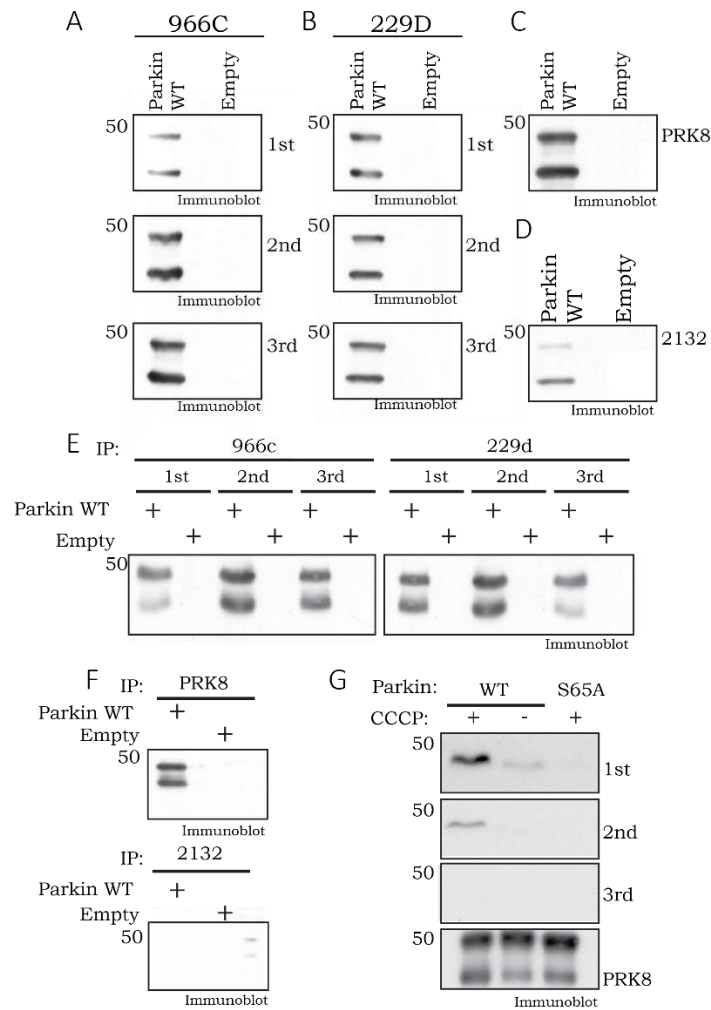 A 966C B 229D C
Parkin WT Empty Parkin WT Empty Parkin WT Empty
50 1st 50 1st 50 PRK8
Immunoblot Immunoblot Immunoblot
50 2nd 50 2nd D Parkin WT Empty
Immunoblot Immunoblot
50 3rd 50 3rd 50 2132
Immunoblot Immunoblot Immunoblot
E IP: 966c 229d
1st 2nd 3rd 1st 2nd 3rd
Parkin WT + + + + + +
Empty + + + + + +
50
Immunoblot
F IP: PRK8
Parkin WT +
Empty +
50
Immunoblot
IP: 2132
Parkin WT +
Empty +
50
Immunoblot
G Parkin: WT S65A
CCCP: + - +
50 1st
50 2nd
50 3rd
50 PRK8
Immunoblot